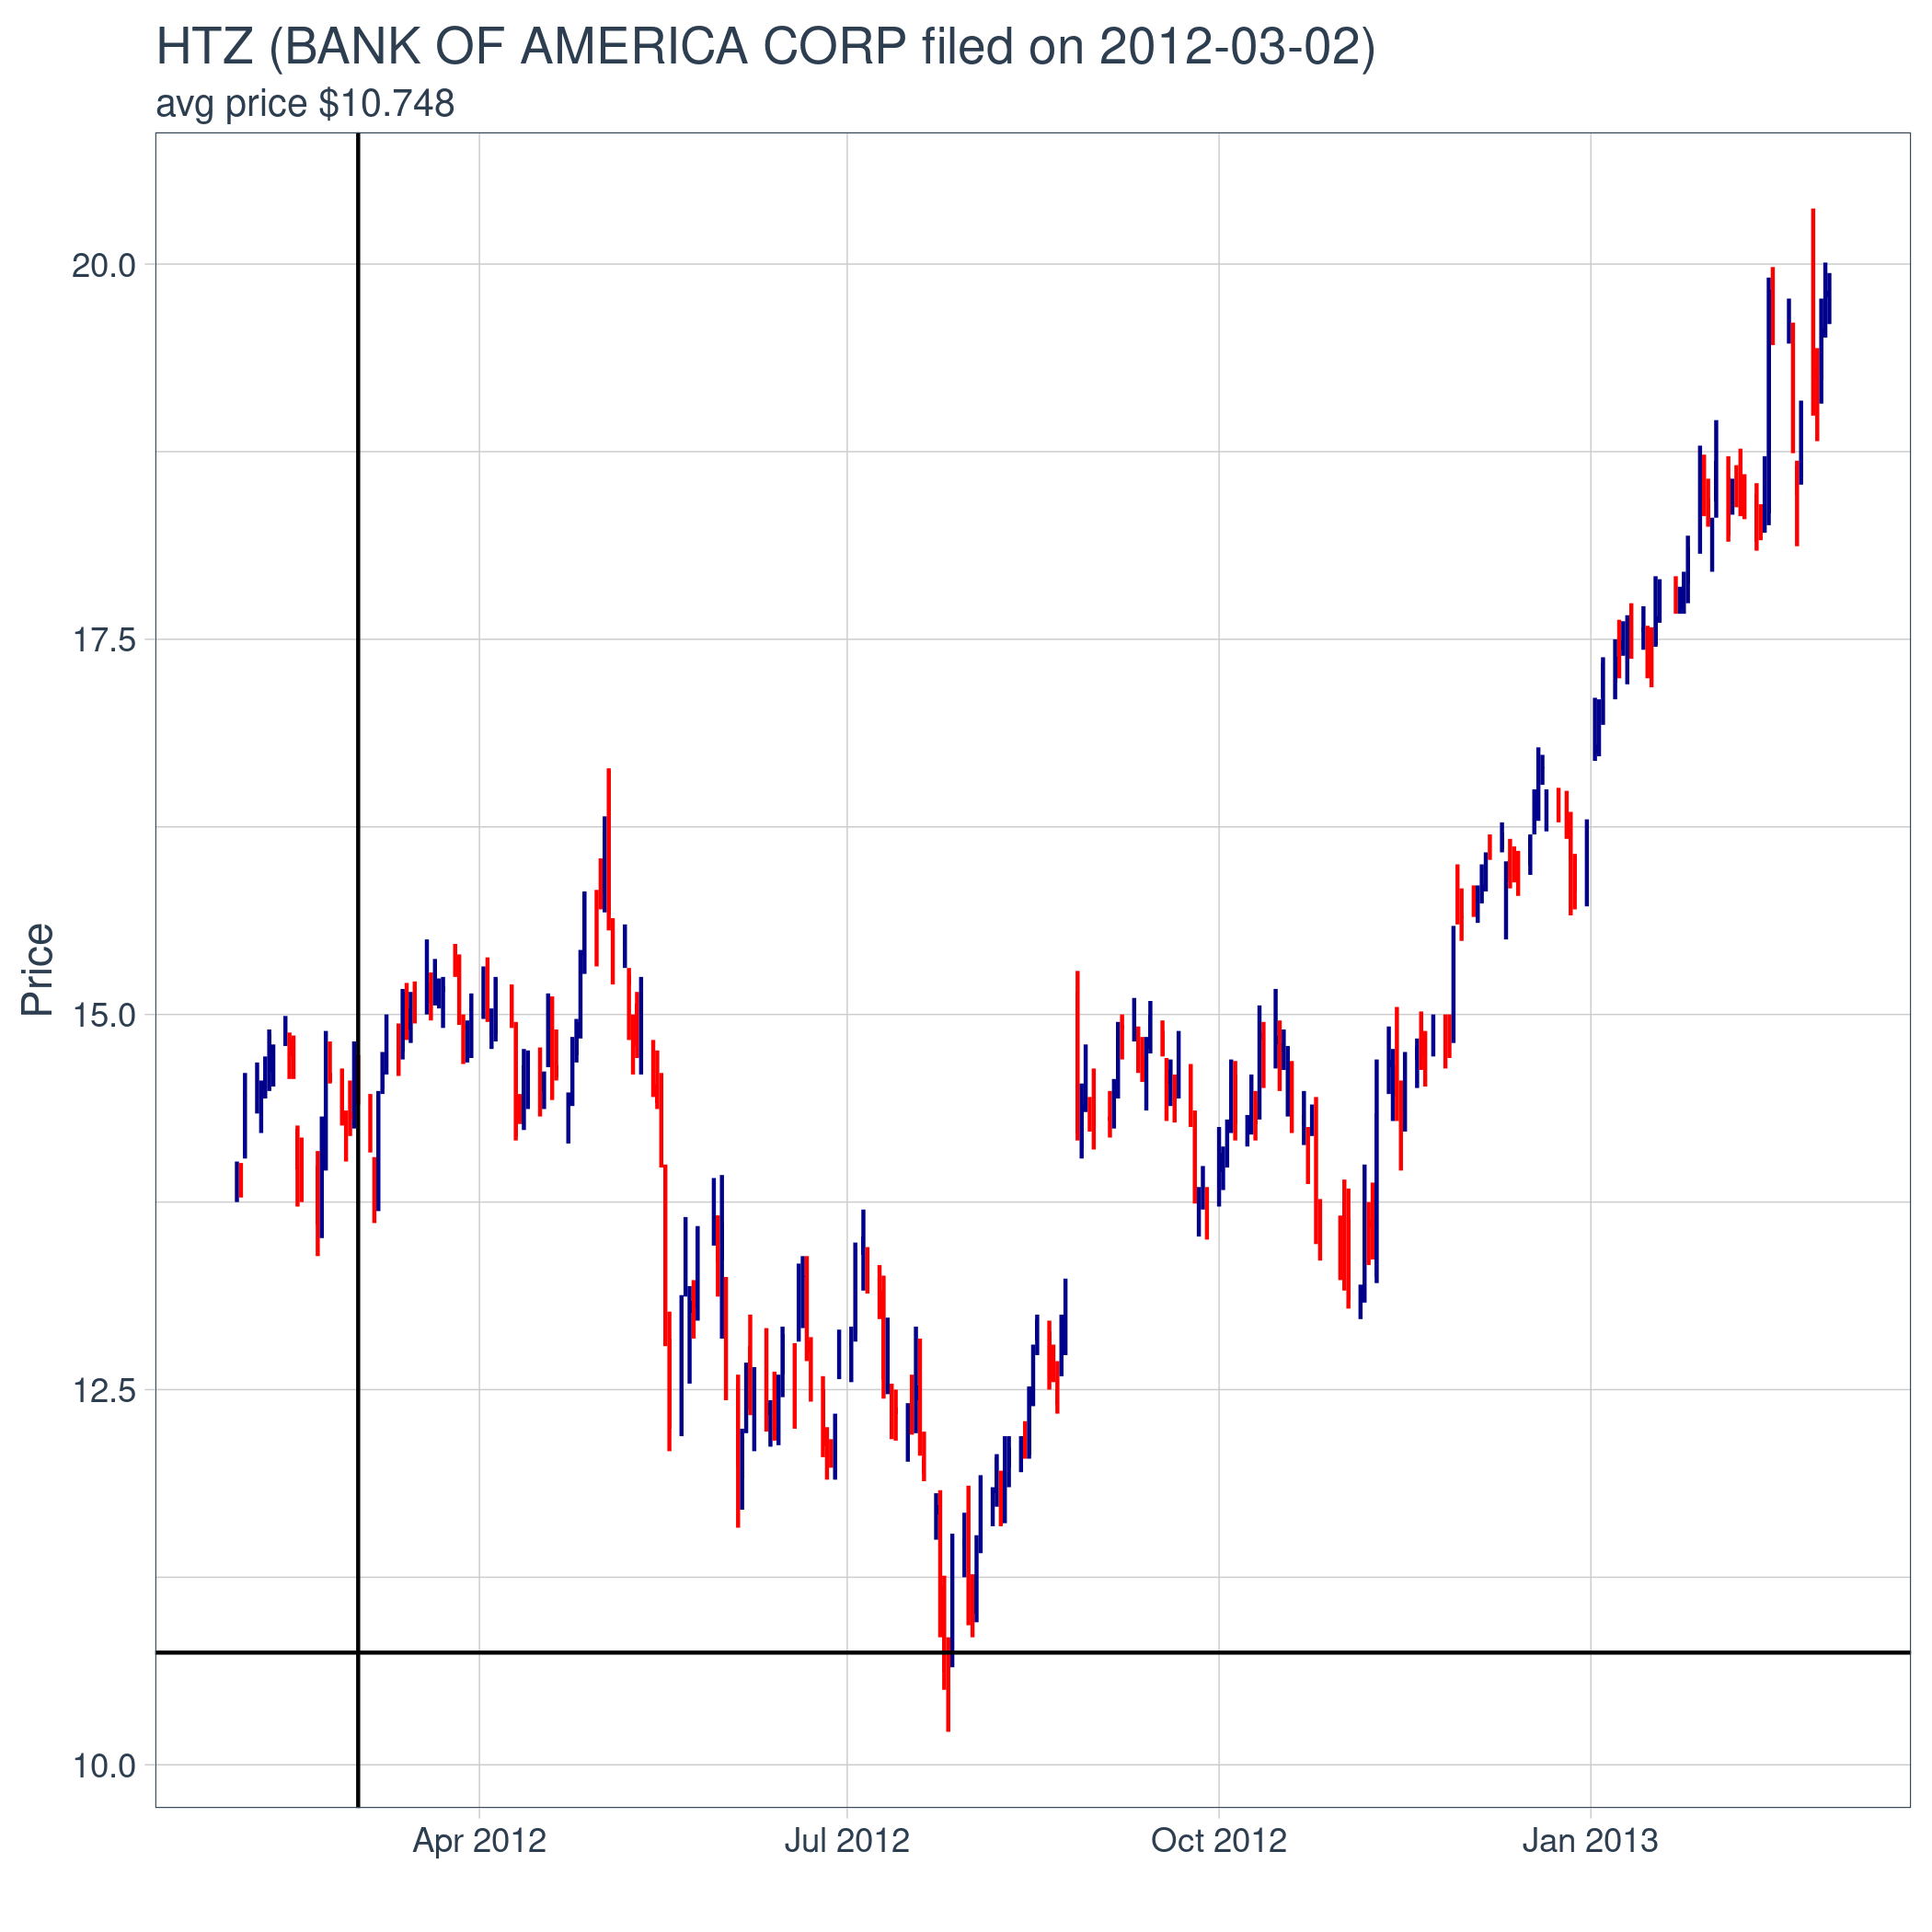 HTZ (BANK OF AMERICA CORP filed on 2012-03-02)
avg price $10.748
Price
20.0
17.5
15.0
12.5
10.0
Apr 2012
Jul 2012
Oct 2012
Jan 2013